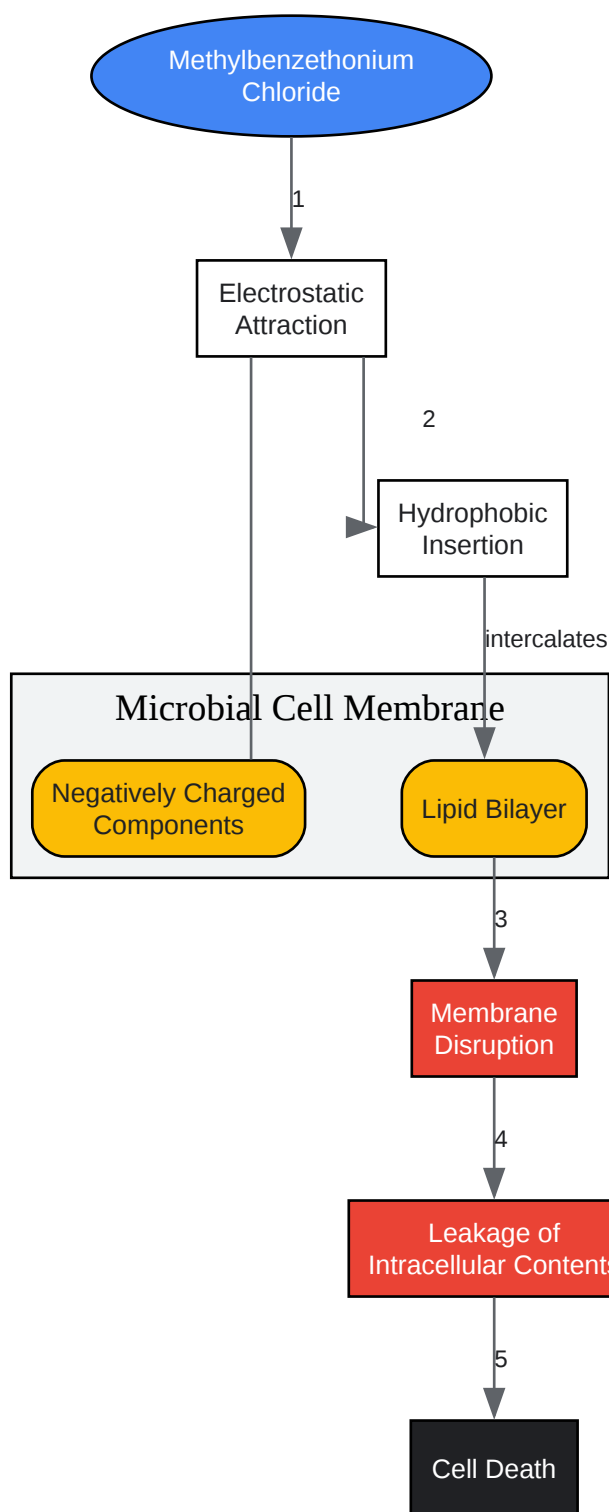 Methylbenzethonium
Chloride
1
Electrostatic
Attraction
2
Hydrophobic
Insertion
intercalates
Microbial Cell Membrane
Negatively Charged
Components
Lipid Bilayer
3
Membrane
Disruption
4
Leakage of
Intracellular Contents
5
Cell Death